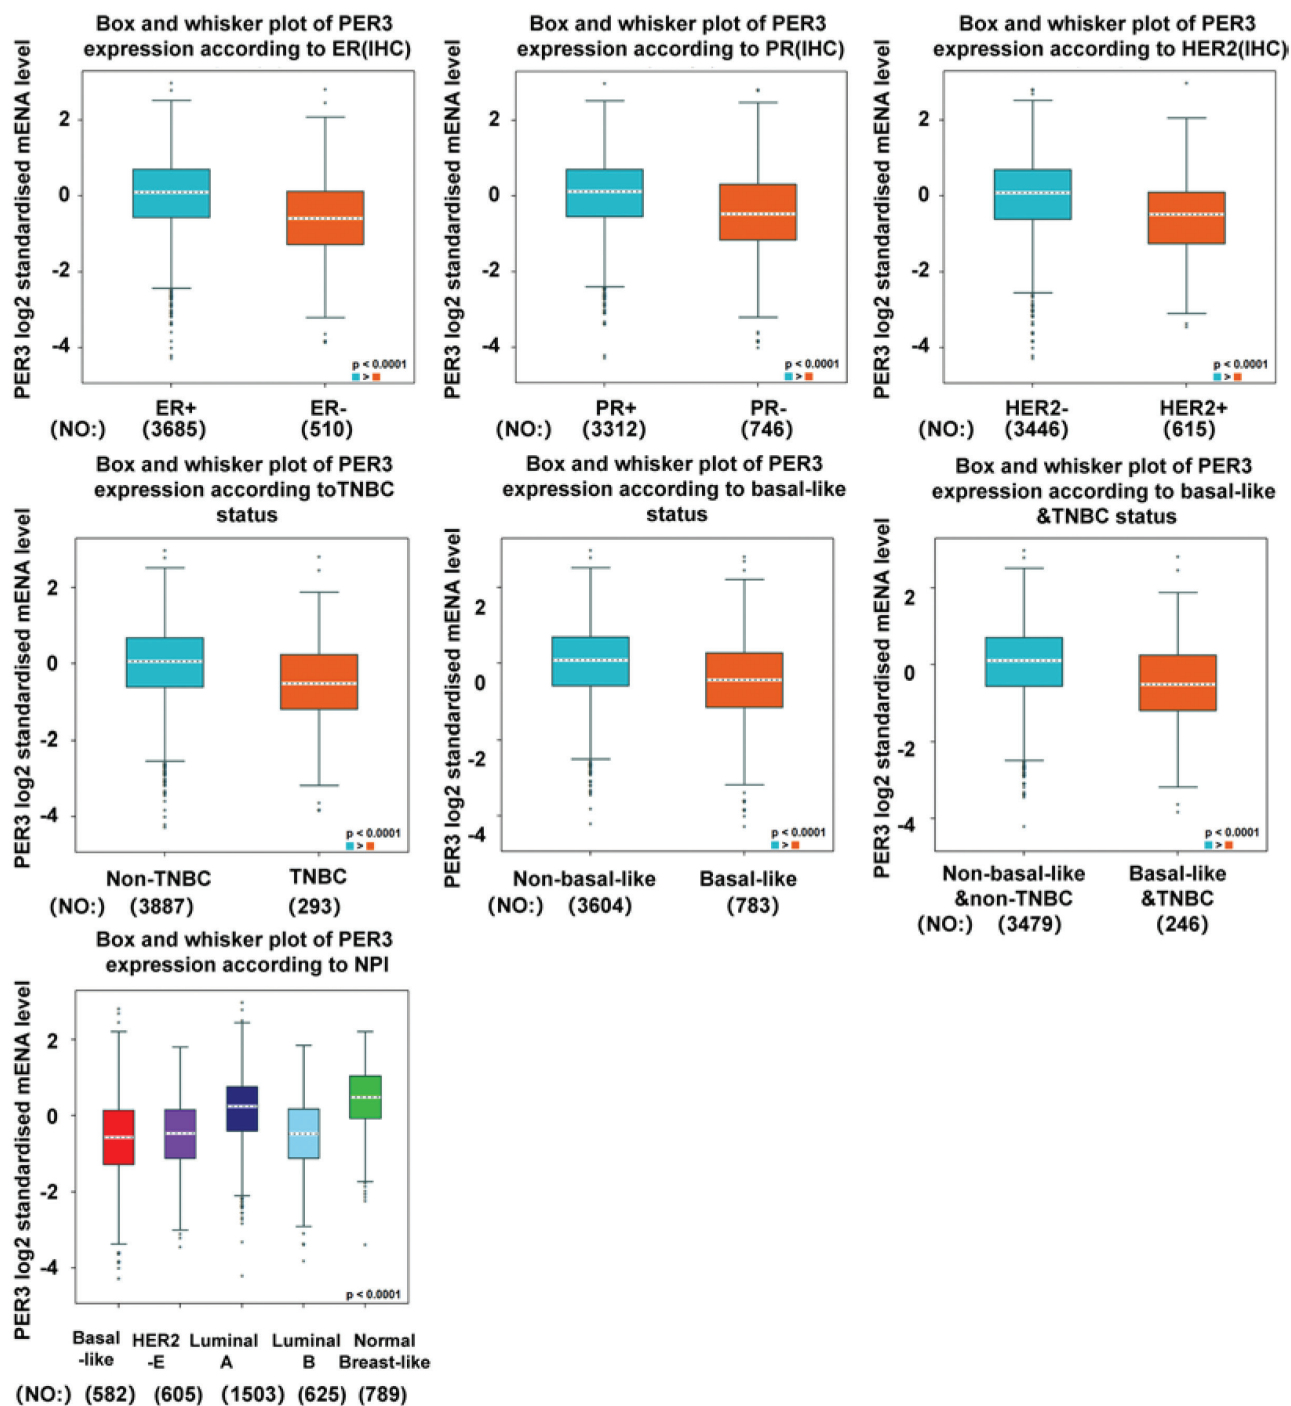 Box and whisker plot of PER3
expression according to ER(IHC)
PER3 log2 standardised mENA level
2
0
-2
-4
p < 0.0001
>
ER+ ER-
(NO:) (3685) (510)
Box and whisker plot of PER3
expression according to PR(IHC)
PER3 log2 standardised mENA level
2
0
-2
-4
p < 0.0001
>
PR+ PR-
(NO:) (3312) (746)
Box and whisker plot of PER3
expression according to HER2(IHC)
PER3 log2 standardised mENA level
2
0
-2
-4
p < 0.0001
>
HER2- HER2+
(NO:) (3446) (615)
Box and whisker plot of PER3
expression according toTNBC
status
PER3 log2 standardised mENA level
2
0
-2
-4
p < 0.0001
>
Non-TNBC TNBC
(NO:) (3887) (293)
Box and whisker plot of PER3
expression according to basal-like
status
PER3 log2 standardised mENA level
2
0
-2
-4
p < 0.0001
>
Non-basal-like Basal-like
(NO:) (3604) (783)
Box and whisker plot of PER3
expression according to basal-like
&TNBC status
PER3 log2 standardised mENA level
2
0
-2
-4
p < 0.0001
>
Non-basal-like Basal-like
&non-TNBC &TNBC
(NO:) (3479) (246)
Box and whisker plot of PER3
expression according to NPI
PER3 log2 standardised mENA level
2
0
-2
-4
p < 0.0001
Basal HER2 Luminal Luminal Normal
-like -E A B Breast-like
(NO:) (582) (605) (1503) (625) (789)